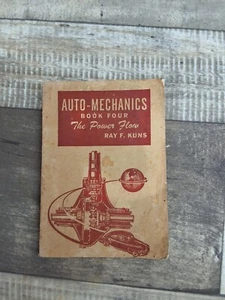 AUTO-MECHANICS
BOOK FOUR
The Power Flow
RAY F. KUNS